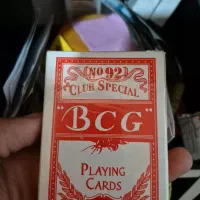 No 92
CLUB SPECIAL
"BCG"
PLAYING
CARDS